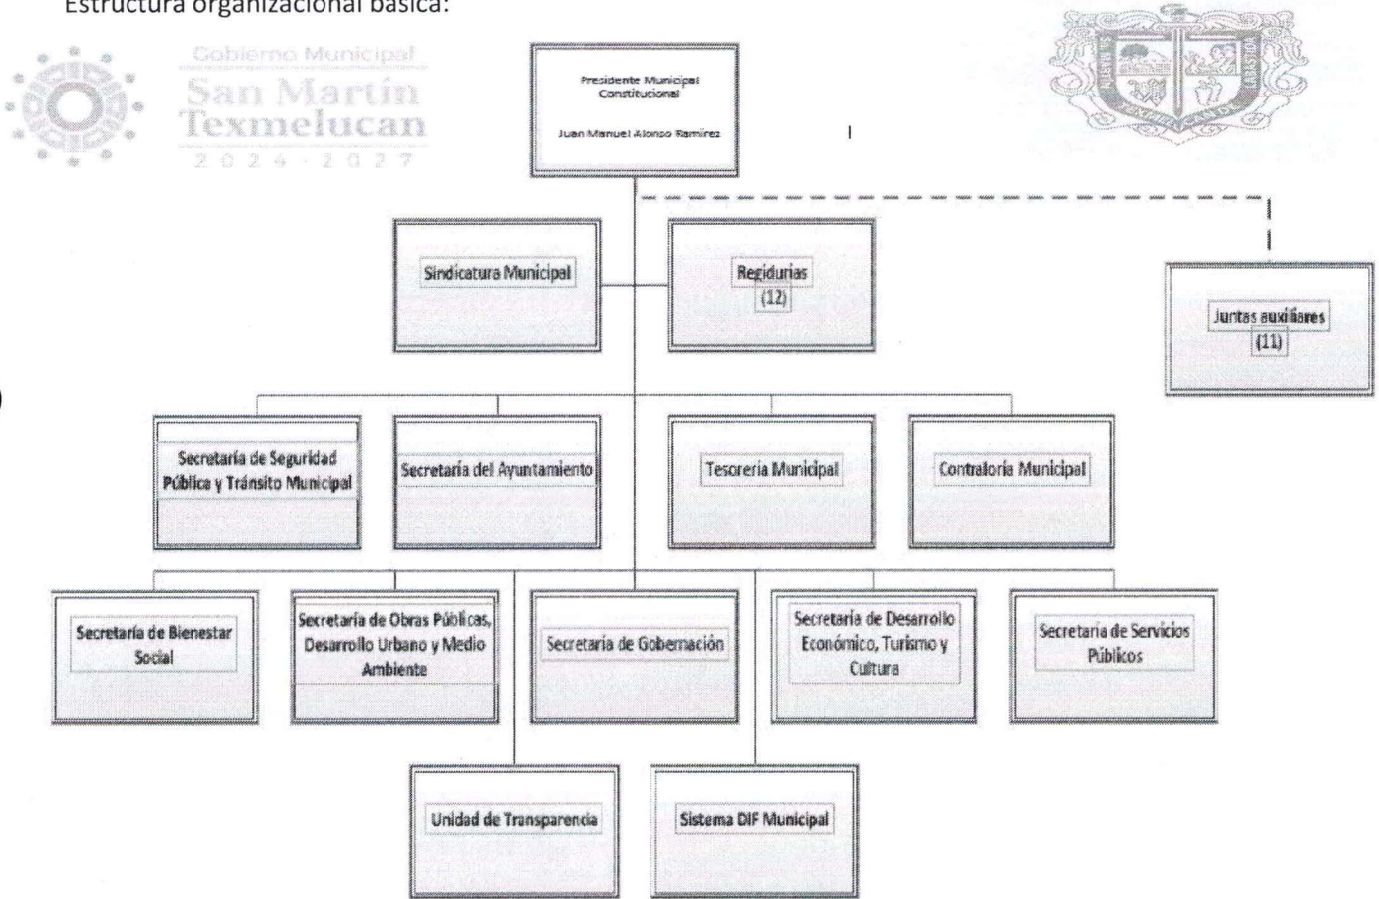 Estructura organizacional básica:
Gobierno Municipal
San Martín
Texmelucan
2024-2027
Presidente Municipal
Constitucional
Juan Manuel Alonso Ramírez
Sindicatura Municipal
Regidurias
(12)
Juntas auxiliares
(11)
Secretaría de Seguridad
Pública y Tránsito Municipal
Secretaría del Ayuntamiento
Tesorería Municipal
Contraloría Municipal
Secretaría de Bienestar
Social
Secretaría de Obras Públicas,
Desarrollo Urbano y Medio
Ambiente
Secretaría de Gobernación
Secretaría de Desarrollo
Económico, Turismo y
Cultura
Secretaría de Servicios
Públicos
Unidad de Transparencia
Sistema DIF Municipal